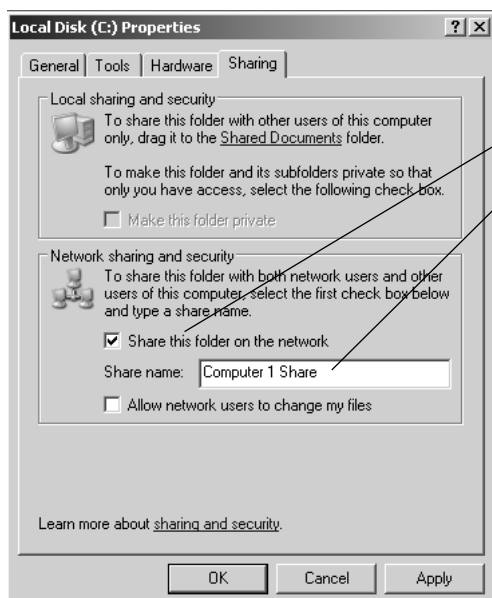 Local Disk (C:) Properties
? X
General Tools Hardware Sharing
Local sharing and security
To share this folder with other users of this computer
only, drag it to the Shared Documents folder.
To make this folder and its subfolders private so that
only you have access, select the following check box.
Make this folder private
Network sharing and security
To share this folder with both network users and other
users of this computer, select the first check box below
and type a share name.
Share this folder on the network
Share name: Computer 1 Share
Allow network users to change my files
Learn more about sharing and security.
OK Cancel Apply